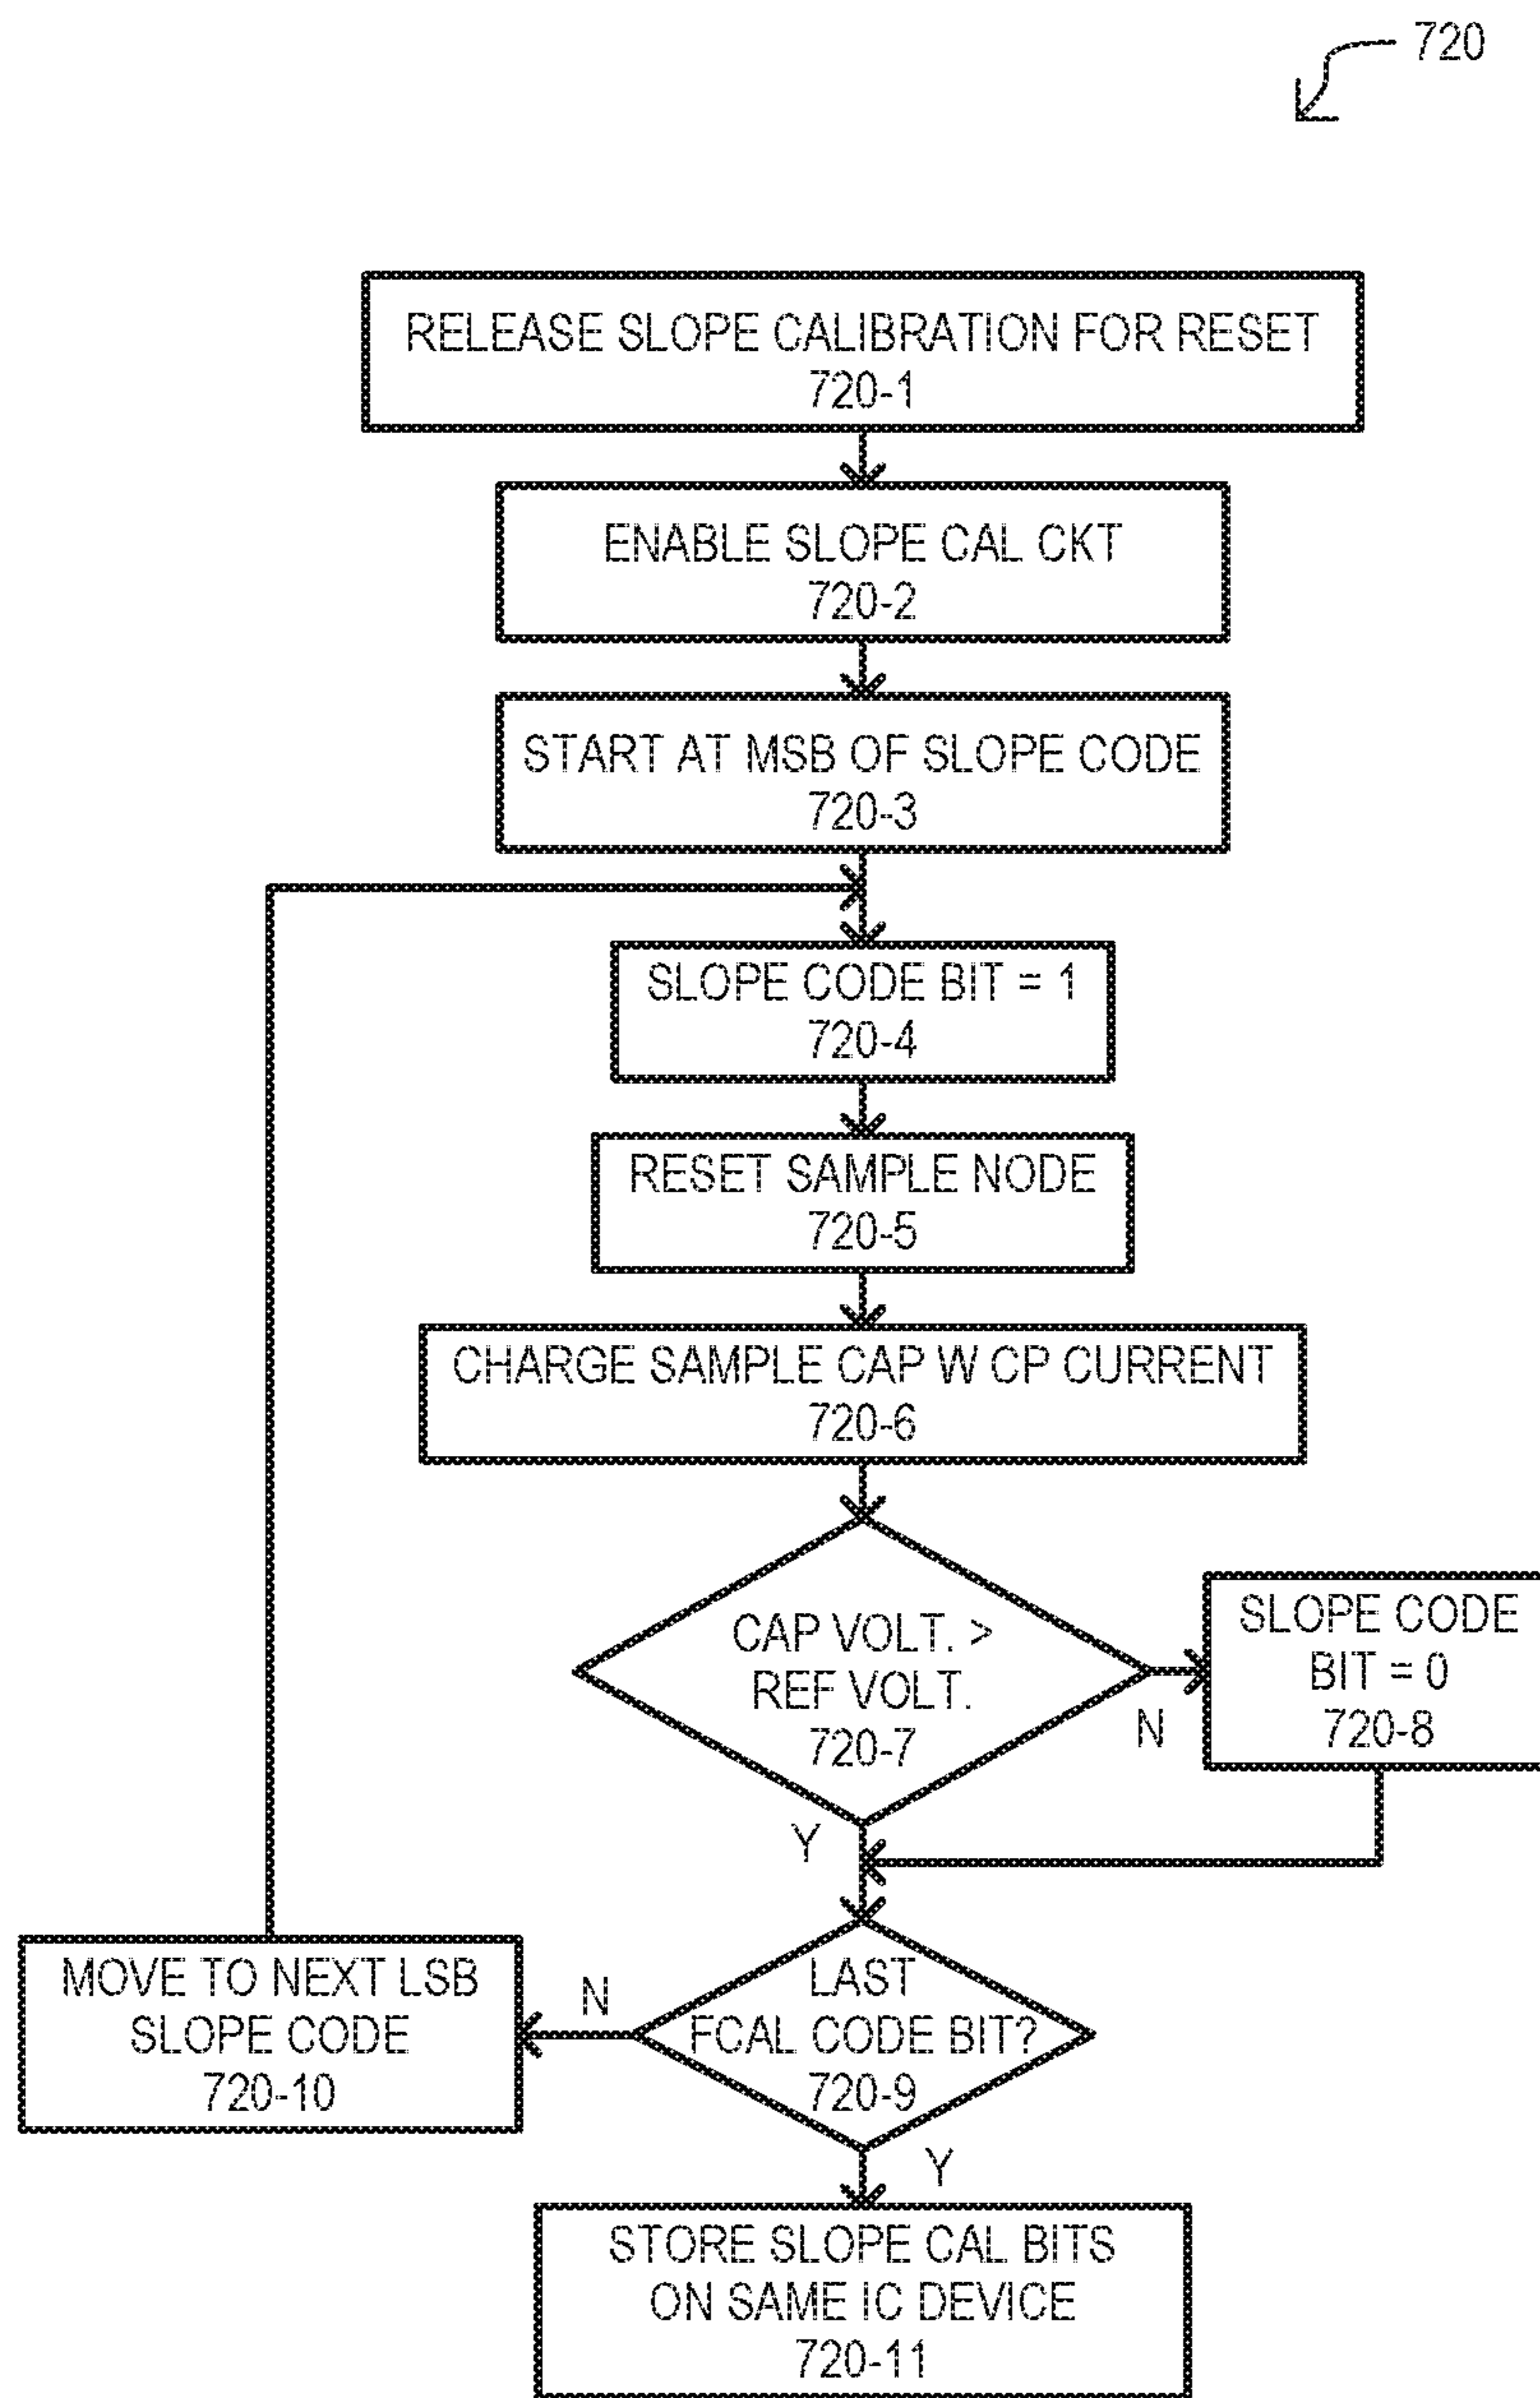 720
RELEASE SLOPE CALIBRATION FOR RESET
720-1
ENABLE SLOPE CAL CKT
720-2
START AT MSB OF SLOPE CODE
720-3
SLOPE CODE BIT = 1
720-4
RESET SAMPLE NODE
720-5
CHARGE SAMPLE CAP W CP CURRENT
720-6
CAP VOLT. >
REF VOLT.
720-7
N
SLOPE CODE
BIT = 0
720-8
Y
LAST
FCAL CODE BIT?
720-9
N
MOVE TO NEXT LSB
SLOPE CODE
720-10
Y
STORE SLOPE CAL BITS
ON SAME IC DEVICE
720-11